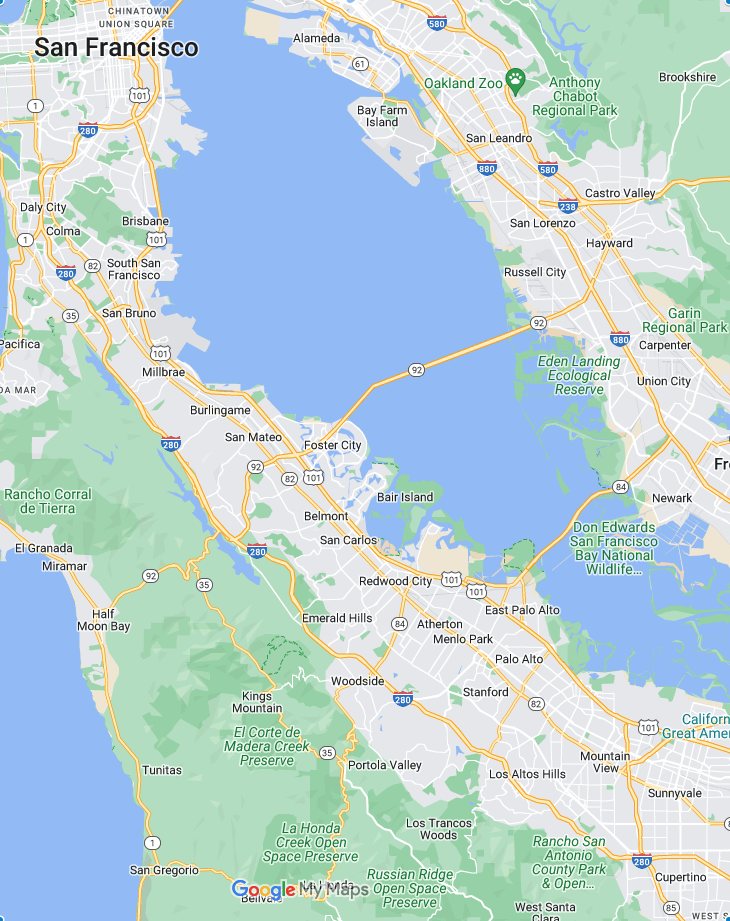 CHINATOWN
UNION SQUARE
San Francisco
Alameda
580
61
Oakland Zoo
Anthony
Chabot
Regional Park
Brookshire
1
101
280
Bay Farm
Island
San Leandro
880
580
Castro Valley
238
Daly City
Colma
Brisbane
1
101
San Lorenzo
Hayward
280
82
South San
Francisco
Russell City
35
San Bruno
92
Garin
Regional Park
Pacifica
101
880
Carpenter
Millbrae
92
Eden Landing
Ecological
Reserve
Union City
Burlingame
San Mateo
280
Foster City
92
82
101
84
Newark
Rancho Corral
de Tierra
Bair Island
Belmont
San Carlos
Don Edwards
San Francisco
Bay National
Wildlife...
El Granada
Miramar
280
92
35
Redwood City
101
101
Half
Moon Bay
Emerald Hills
84
Atherton
East Palo Alto
Menlo Park
Palo Alto
Woodside
Kings
Mountain
280
Stanford
82
101
El Corte de
Madera Creek
Preserve
35
Portola Valley
Tunitas
Los Altos Hills
Mountain
View
Sunnyvale
1
La Honda
Creek Open
Space Preserve
Los Trancos
Woods
Rancho San
Antonio
County Park
& Open...
280
San Gregorio
Russian Ridge
Open Space
Preserve
Cupertino
Google My Maps
85
West Santa
Clara